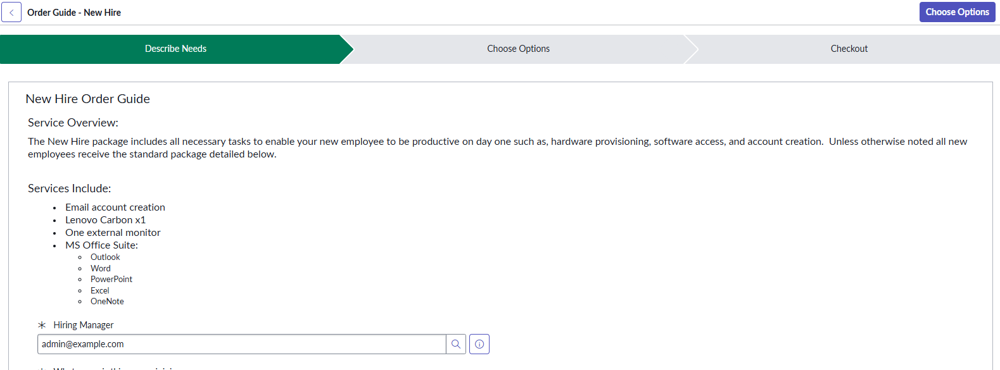 Order Guide - New Hire
Choose Options
Describe Needs
Choose Options
Checkout
New Hire Order Guide
Service Overview:
The New Hire package includes all necessary tasks to enable your new employee to be productive on day one such as, hardware provisioning, software access, and account creation.  Unless otherwise noted all new
employees receive the standard package detailed below.
Services Include:
Email account creation
Lenovo Carbon x1
One external monitor
MS Office Suite:
Outlook
Word
PowerPoint
Excel
OneNote
Hiring Manager
admin@example.com